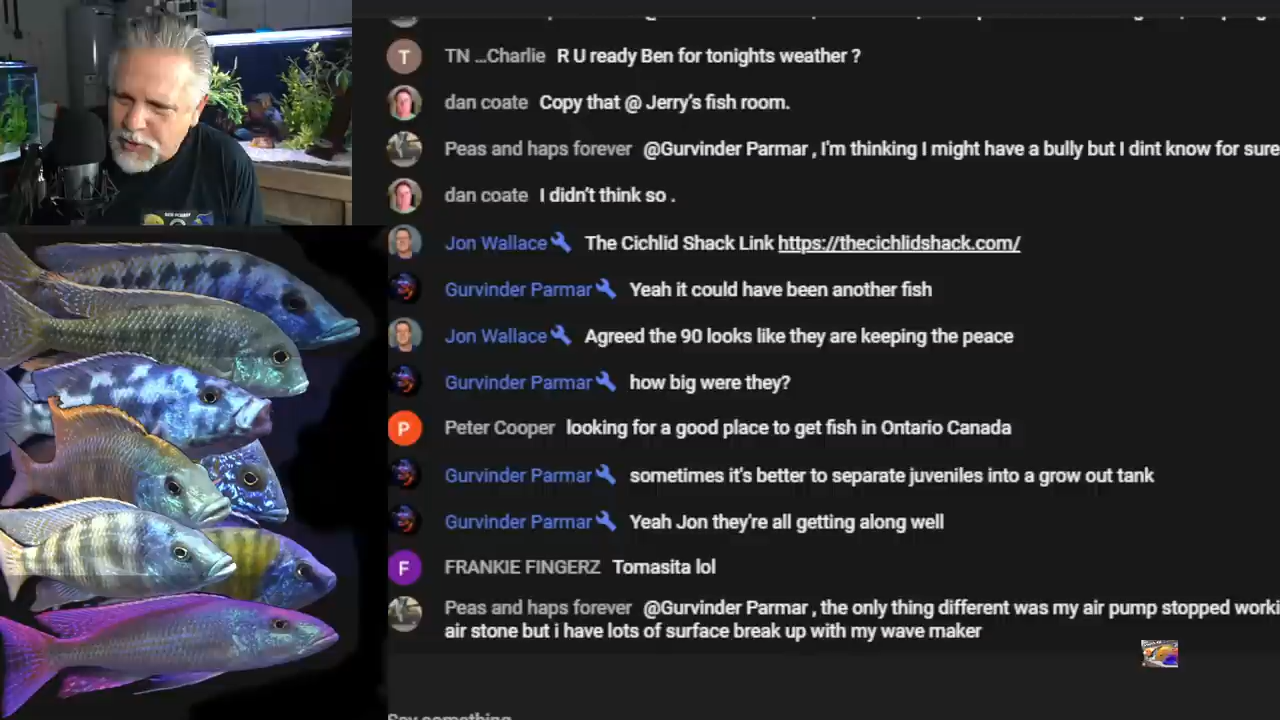 TN ...Charlie R U ready Ben for tonights weather ?
dan coate Copy that @ Jerry's fish room.
Peas and haps forever @Gurvinder Parmar , I'm thinking I might have a bully but I dint know for sure
dan coate I didn't think so .
Jon Wallace The Cichlid Shack Link https://thecichlidshack.com/
Gurvinder Parmar Yeah it could have been another fish
Jon Wallace Agreed the 90 looks like they are keeping the peace
Gurvinder Parmar how big were they?
P Peter Cooper looking for a good place to get fish in Ontario Canada
Gurvinder Parmar sometimes it's better to separate juveniles into a grow out tank
Gurvinder Parmar Yeah Jon they're all getting along well
F FRANKIE FINGERZ Tomasita lol
Peas and haps forever @Gurvinder Parmar , the only thing different was my air pump stopped worki
air stone but i have lots of surface break up with my wave maker
Say something